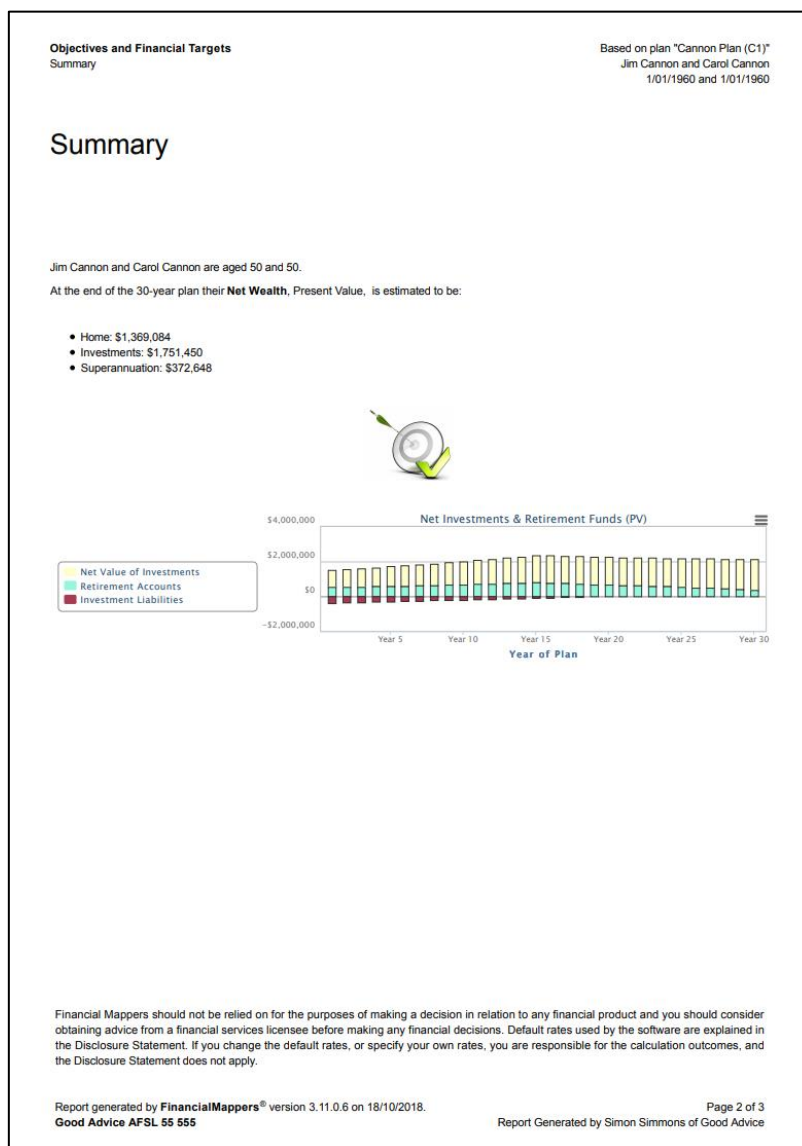 Objectives and Financial Targets
Summary
Based on plan "Cannon Plan (C1)"
Jim Cannon and Carol Cannon
1/01/1960 and 1/01/1960
Summary
Jim Cannon and Carol Cannon are aged 50 and 50.
At the end of the 30-year plan their Net Wealth, Present Value, is estimated to be:
• Home: $1,369,084
• Investments: $1,751,450
• Superannuation: $372,648
Net Investments & Retirement Funds (PV)
$4,000,000
$2,000,000
$0
−$2,000,000
Net Value of Investments
Retirement Accounts
Investment Liabilities
Year 5 Year 10 Year 15 Year 20 Year 25 Year 30
Year of Plan
Financial Mappers should not be relied on for the purposes of making a decision in relation to any financial product and you should consider
obtaining advice from a financial services licensee before making any financial decisions. Default rates used by the software are explained in
the Disclosure Statement. If you change the default rates, or specify your own rates, you are responsible for the calculation outcomes, and
the Disclosure Statement does not apply.
Report generated by FinancialMappers® version 3.11.0.6 on 18/10/2018.
Good Advice AFSL 55 555
Page 2 of 3
Report Generated by Simon Simmons of Good Advice